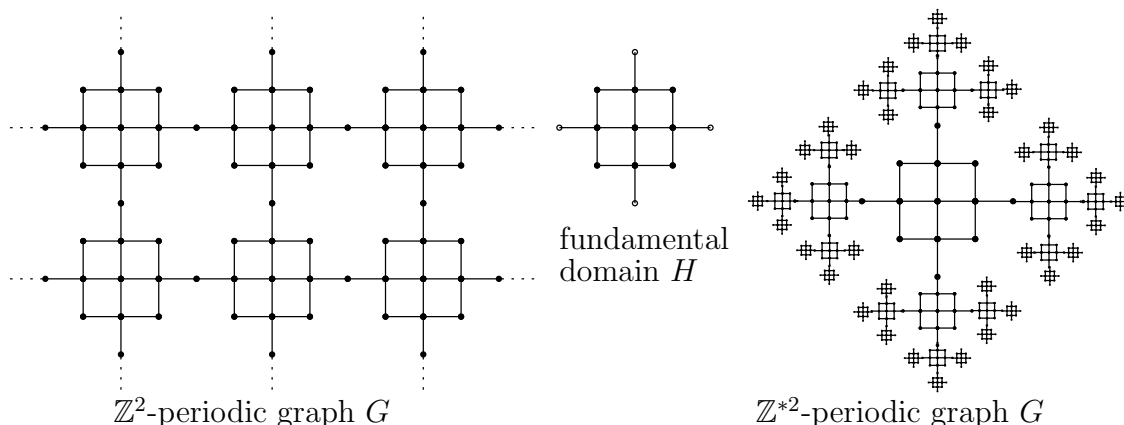 fundamental
domain H
ℤ²-periodic graph G
ℤ*²-periodic graph G